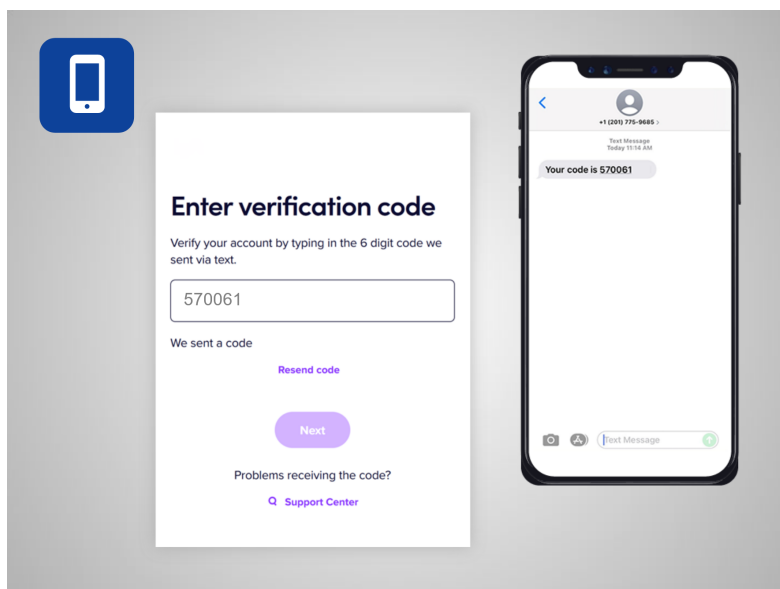 Enter verification code
Verify your account by typing in the 6 digit code we
sent via text.
570061
We sent a code
Resend code
Next
Problems receiving the code?
Support Center
+1 (201) 775-9685 >
Text Message
Today 11:14 AM
Your code is 570061
Text Message